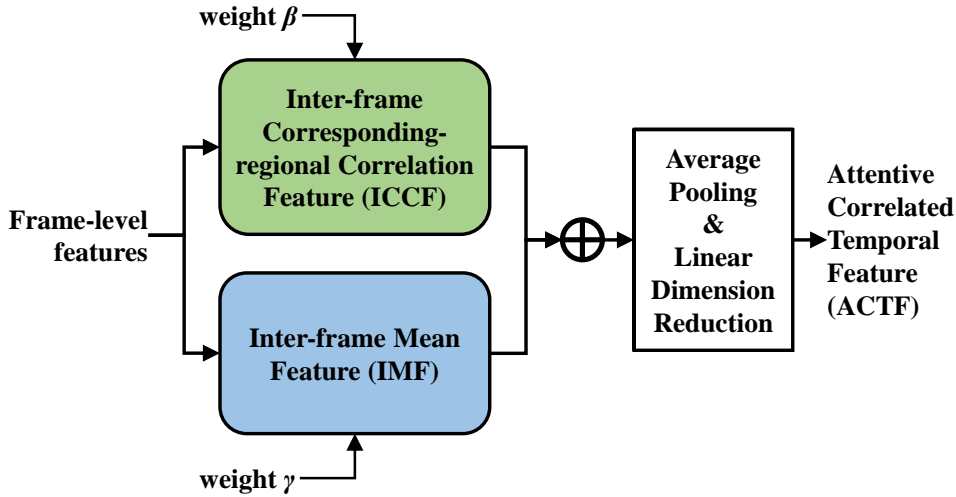 weight β
Inter-frame
Corresponding-
regional Correlation
Feature (ICCF)
Frame-level
features
Inter-frame Mean
Feature (IMF)
weight γ
Average
Pooling
&
Linear
Dimension
Reduction
Attentive
Correlated
Temporal
Feature
(ACTF)